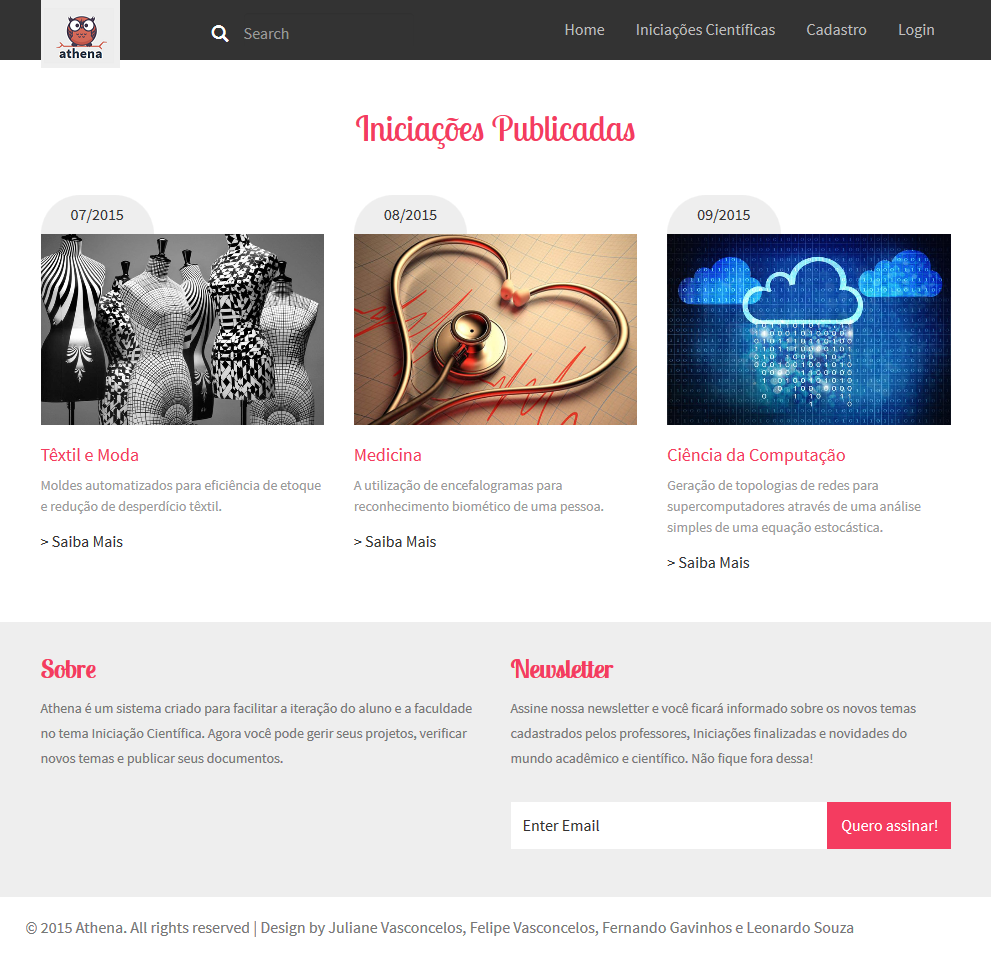 athena
Search
Home
Iniciações Científicas
Cadastro
Login
Iniciações Publicadas
07/2015
08/2015
09/2015
Têxtil e Moda
Moldes automatizados para eficiência de etoque
e redução de desperdício têxtil.
> Saiba Mais
Medicina
A utilização de encefalogramas para
reconhecimento biomético de uma pessoa.
> Saiba Mais
Ciência da Computação
Geração de topologias de redes para
supercomputadores através de uma análise
simples de uma equação estocástica.
> Saiba Mais
Sobre
Athena é um sistema criado para facilitar a iteração do aluno e a faculdade
no tema Iniciação Científica. Agora você pode gerir seus projetos, verificar
novos temas e publicar seus documentos.
Newsletter
Assine nossa newsletter e você ficará informado sobre os novos temas
cadastrados pelos professores, Iniciações finalizadas e novidades do
mundo acadêmico e científico. Não fique fora dessa!
Enter Email
Quero assinar!
© 2015 Athena. All rights reserved | Design by Juliane Vasconcelos, Felipe Vasconcelos, Fernando Gavinhos e Leonardo Souza